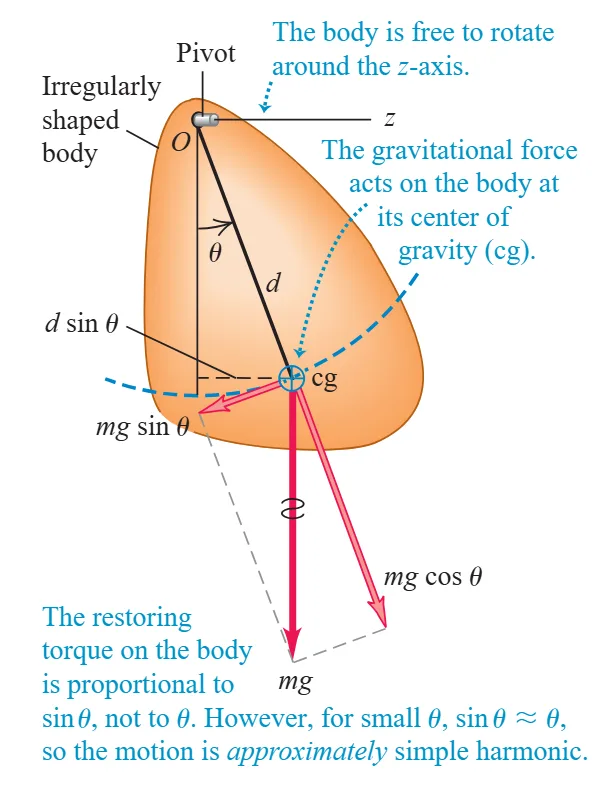 The body is free to rotate
around the z-axis.
Pivot
Irregularly
shaped
body
O
z
The gravitational force
acts on the body at
its center of
gravity (cg).
θ
d
d sin θ
cg
mg sin θ
mg cos θ
mg
The restoring
torque on the body
is proportional to
sin θ, not to θ. However, for small θ, sin θ ≈ θ,
so the motion is approximately simple harmonic.